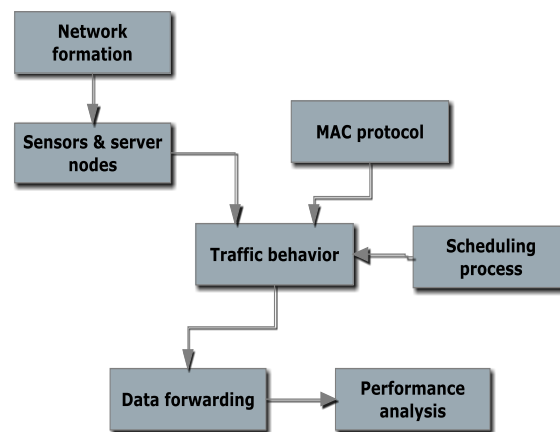 Network
formation
Sensors & server
nodes
MAC protocol
Traffic behavior
Scheduling
process
Data forwarding
Performance
analysis